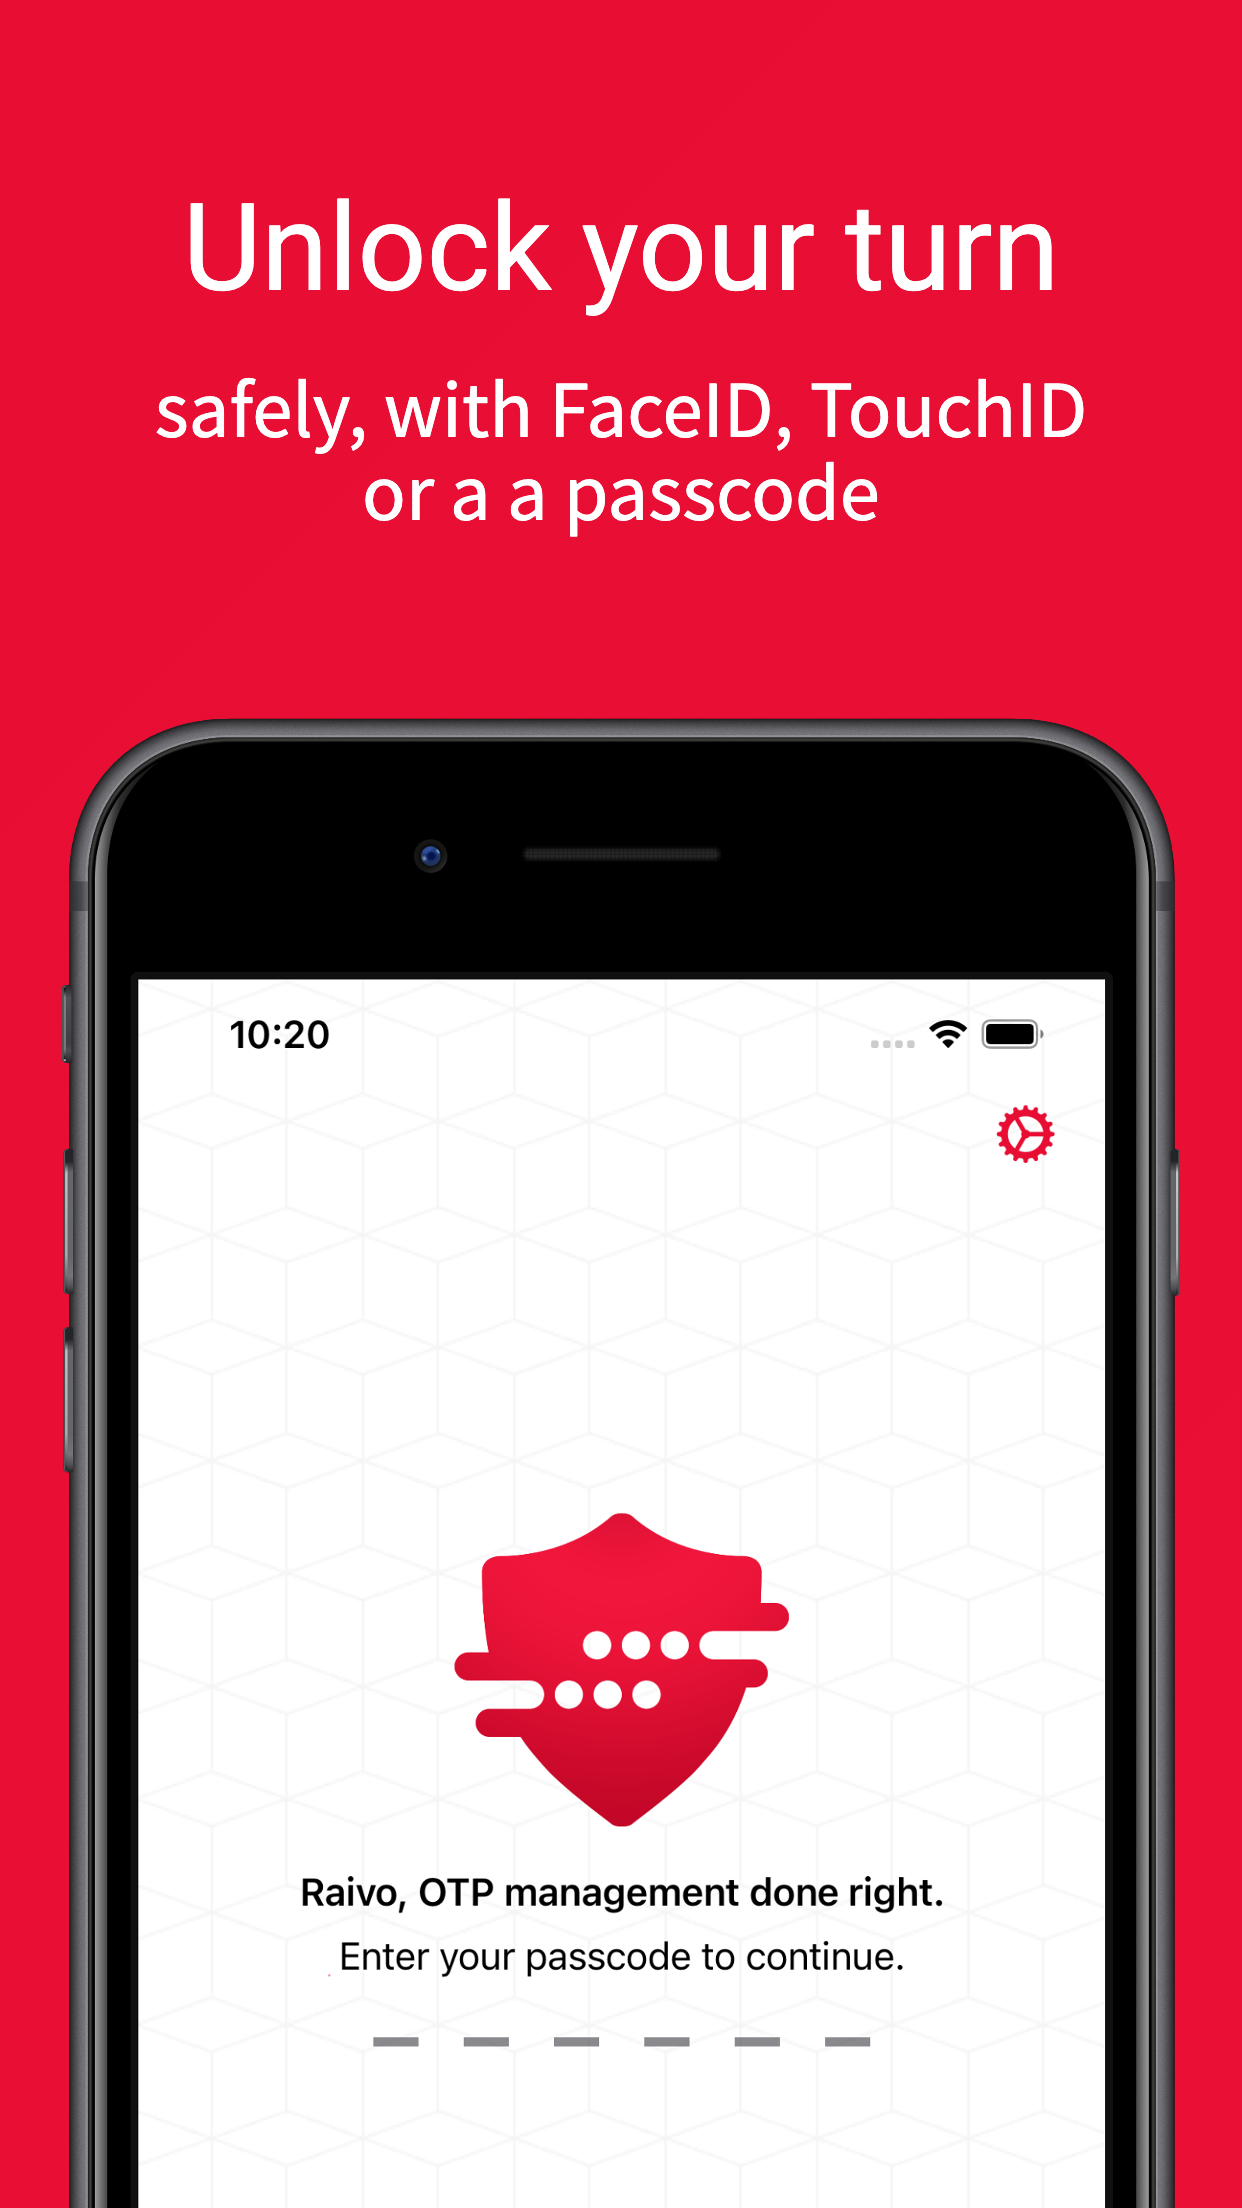 Unlock your turn
safely, with FaceID, TouchID
or a a passcode
10:20
Raivo, OTP management done right.
Enter your passcode to continue.